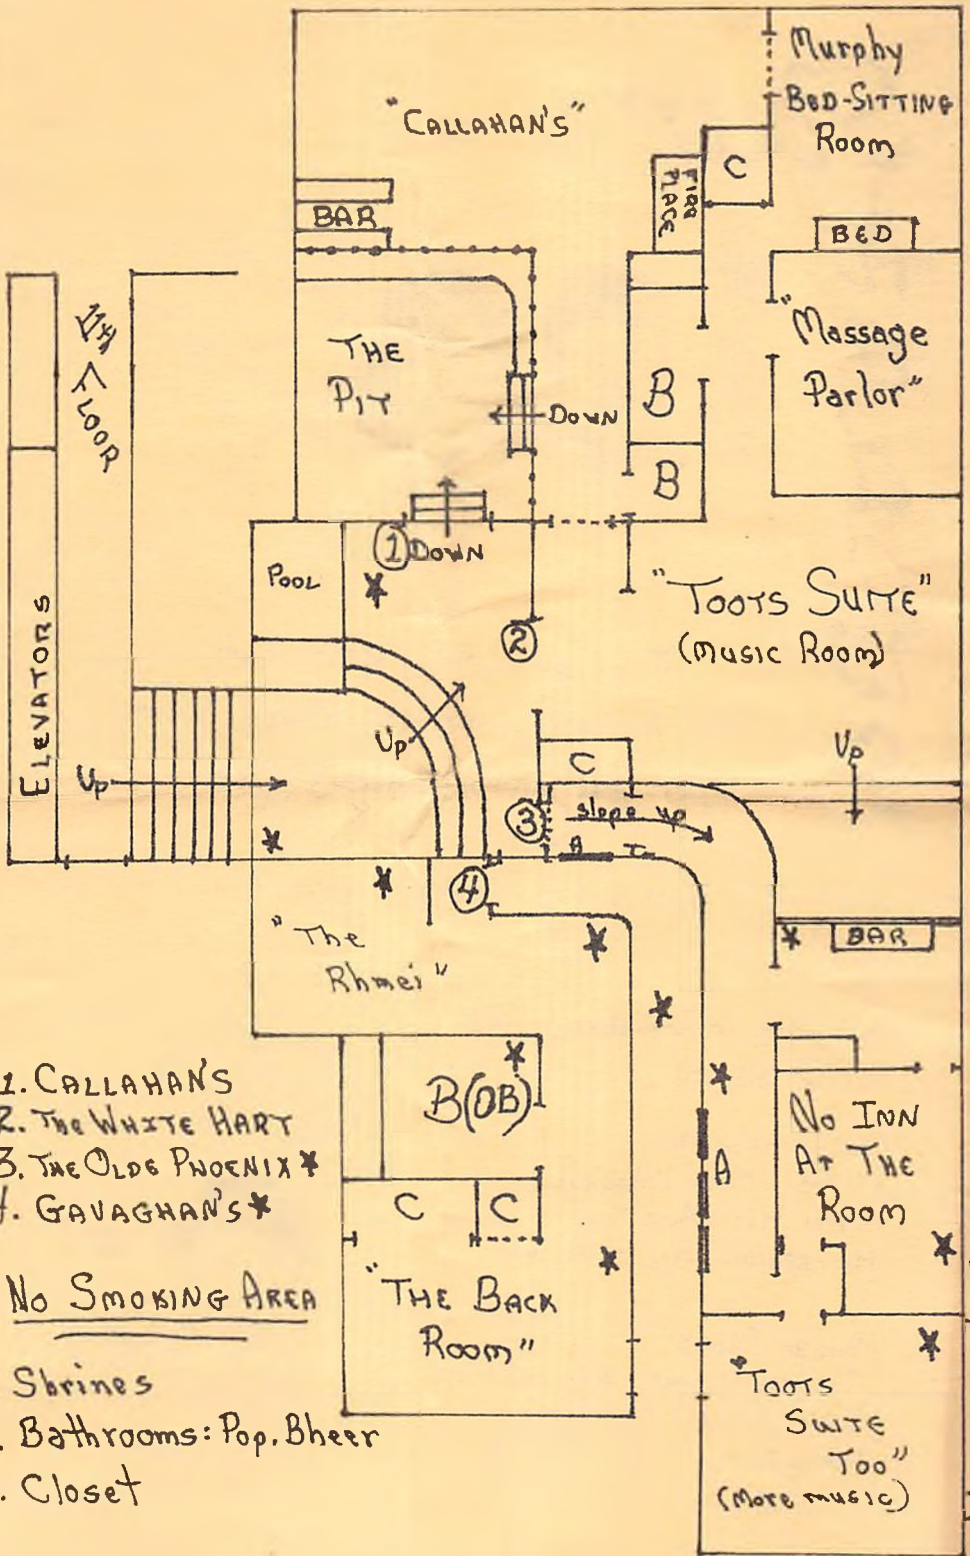 "CALLAHAN'S"
Murphy
BED-SITTING
Room
C
FIRE
PLACE
BAR
BED
11th
FLOOR
THE
PIT
DOWN
B
"Massage
Parlor"
B
1
DOWN
POOL
★
2
"TOOTS SUITE"
(Music Room)
ELEVATORS
Up
Up
C
Up
3
slope up
A
★
★
4
"The
Rhmei"
★
★
BAR
★
★
B(OB)
★
A
No INN
AT THE
Room
★
C
C
"THE BACK
Room"
★
"Toots
SUITE
Too"
(More music)
★
1. CALLAHAN'S
2. The WHITE HART
3. THE OLDE PHOENIX ★
4. GAVAGHAN'S ★
No SMOKING AREA
Shrines
. Bathrooms: Pop, Bheer
. Closet